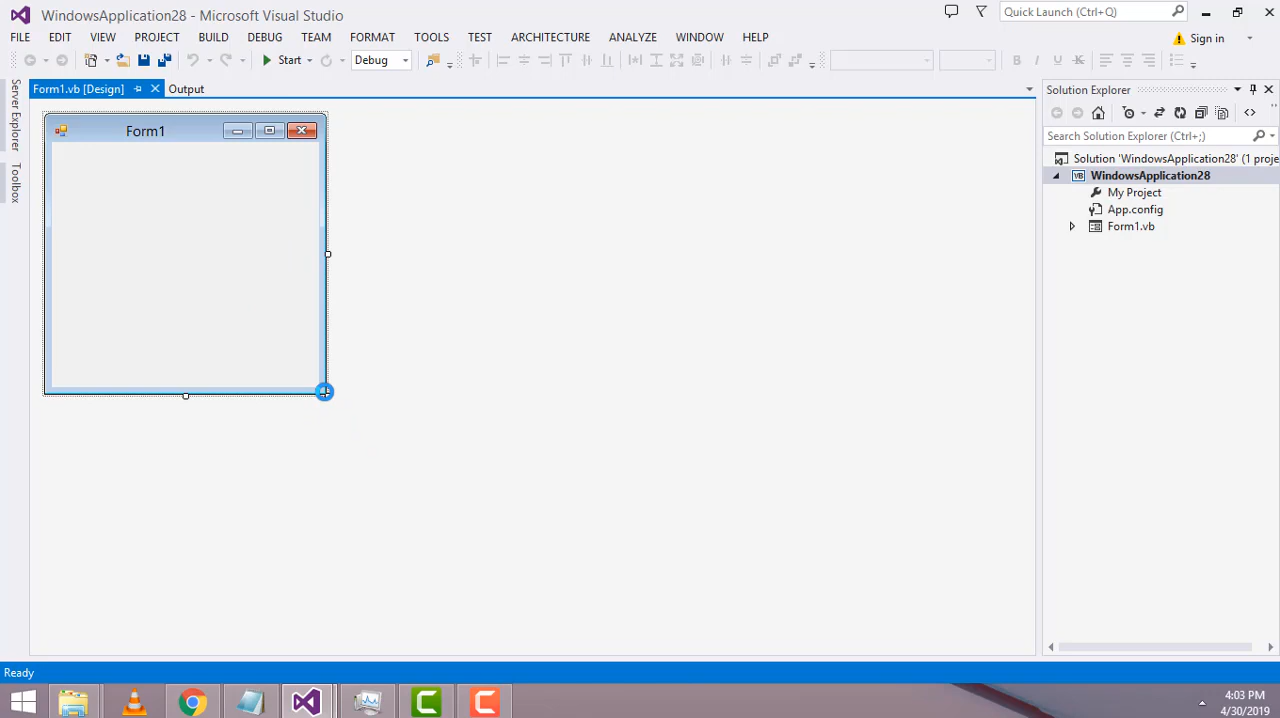 WindowsApplication28 - Microsoft Visual Studio
Quick Launch (Ctrl+Q)
FILE EDIT VIEW PROJECT BUILD DEBUG TEAM FORMAT TOOLS TEST ARCHITECTURE ANALYZE WINDOW HELP
Sign in
Start Debug
Form1.vb [Design] Output
Solution Explorer
Server Explorer
Toolbox
Form1
Search Solution Explorer (Ctrl+;)
Solution 'WindowsApplication28' (1 proje
VB WindowsApplication28
My Project
App.config
Form1.vb
Ready
4:03 PM
4/30/2019